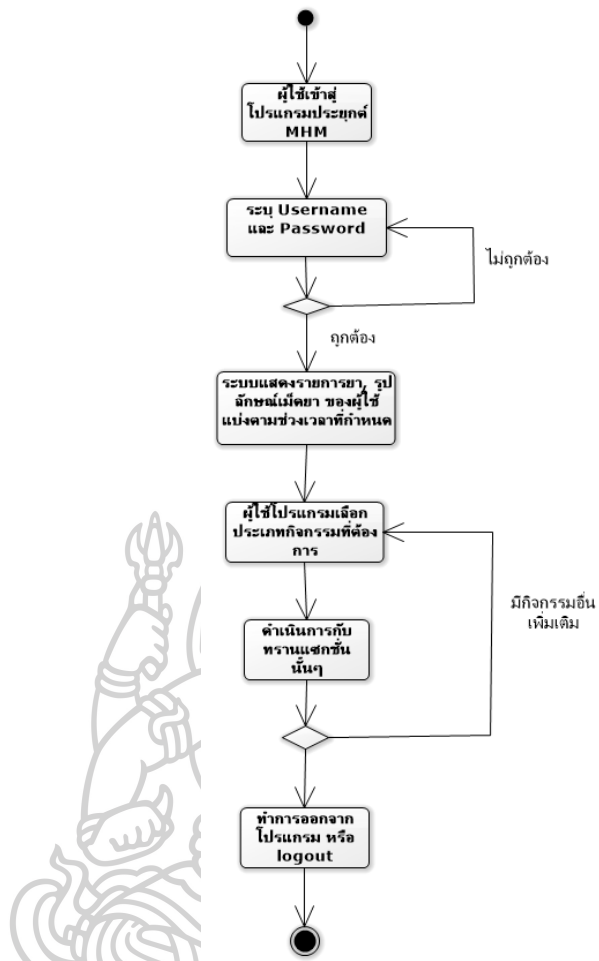 ผู้ใช้เข้าสู่
โปรแกรมประยุกต์
MHM
ระบุ Username
และ Password
ไม่ถูกต้อง
ถูกต้อง
ระบบแสดงรายการยา, รูป
ลักษณ์เม็ดยา ของผู้ใช้
แบ่งตามช่วงเวลาที่กำหนด
ผู้ใช้โปรแกรมเลือก
ประเภทกิจกรรมที่ต้อง
การ
มีกิจกรรมอื่น
เพิ่มเติม
ดำเนินการกับ
ทรานแซกชั่น
นั้นๆ
ทำการออกจาก
โปรแกรม หรือ
logout